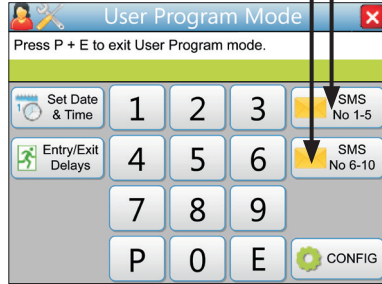 User Program Mode
Press P + E to exit User Program mode.
Set Date
& Time
1
2
3
SMS
No 1-5
Entry/Exit
Delays
4
5
6
SMS
No 6-10
7
8
9
P
0
E
CONFIG